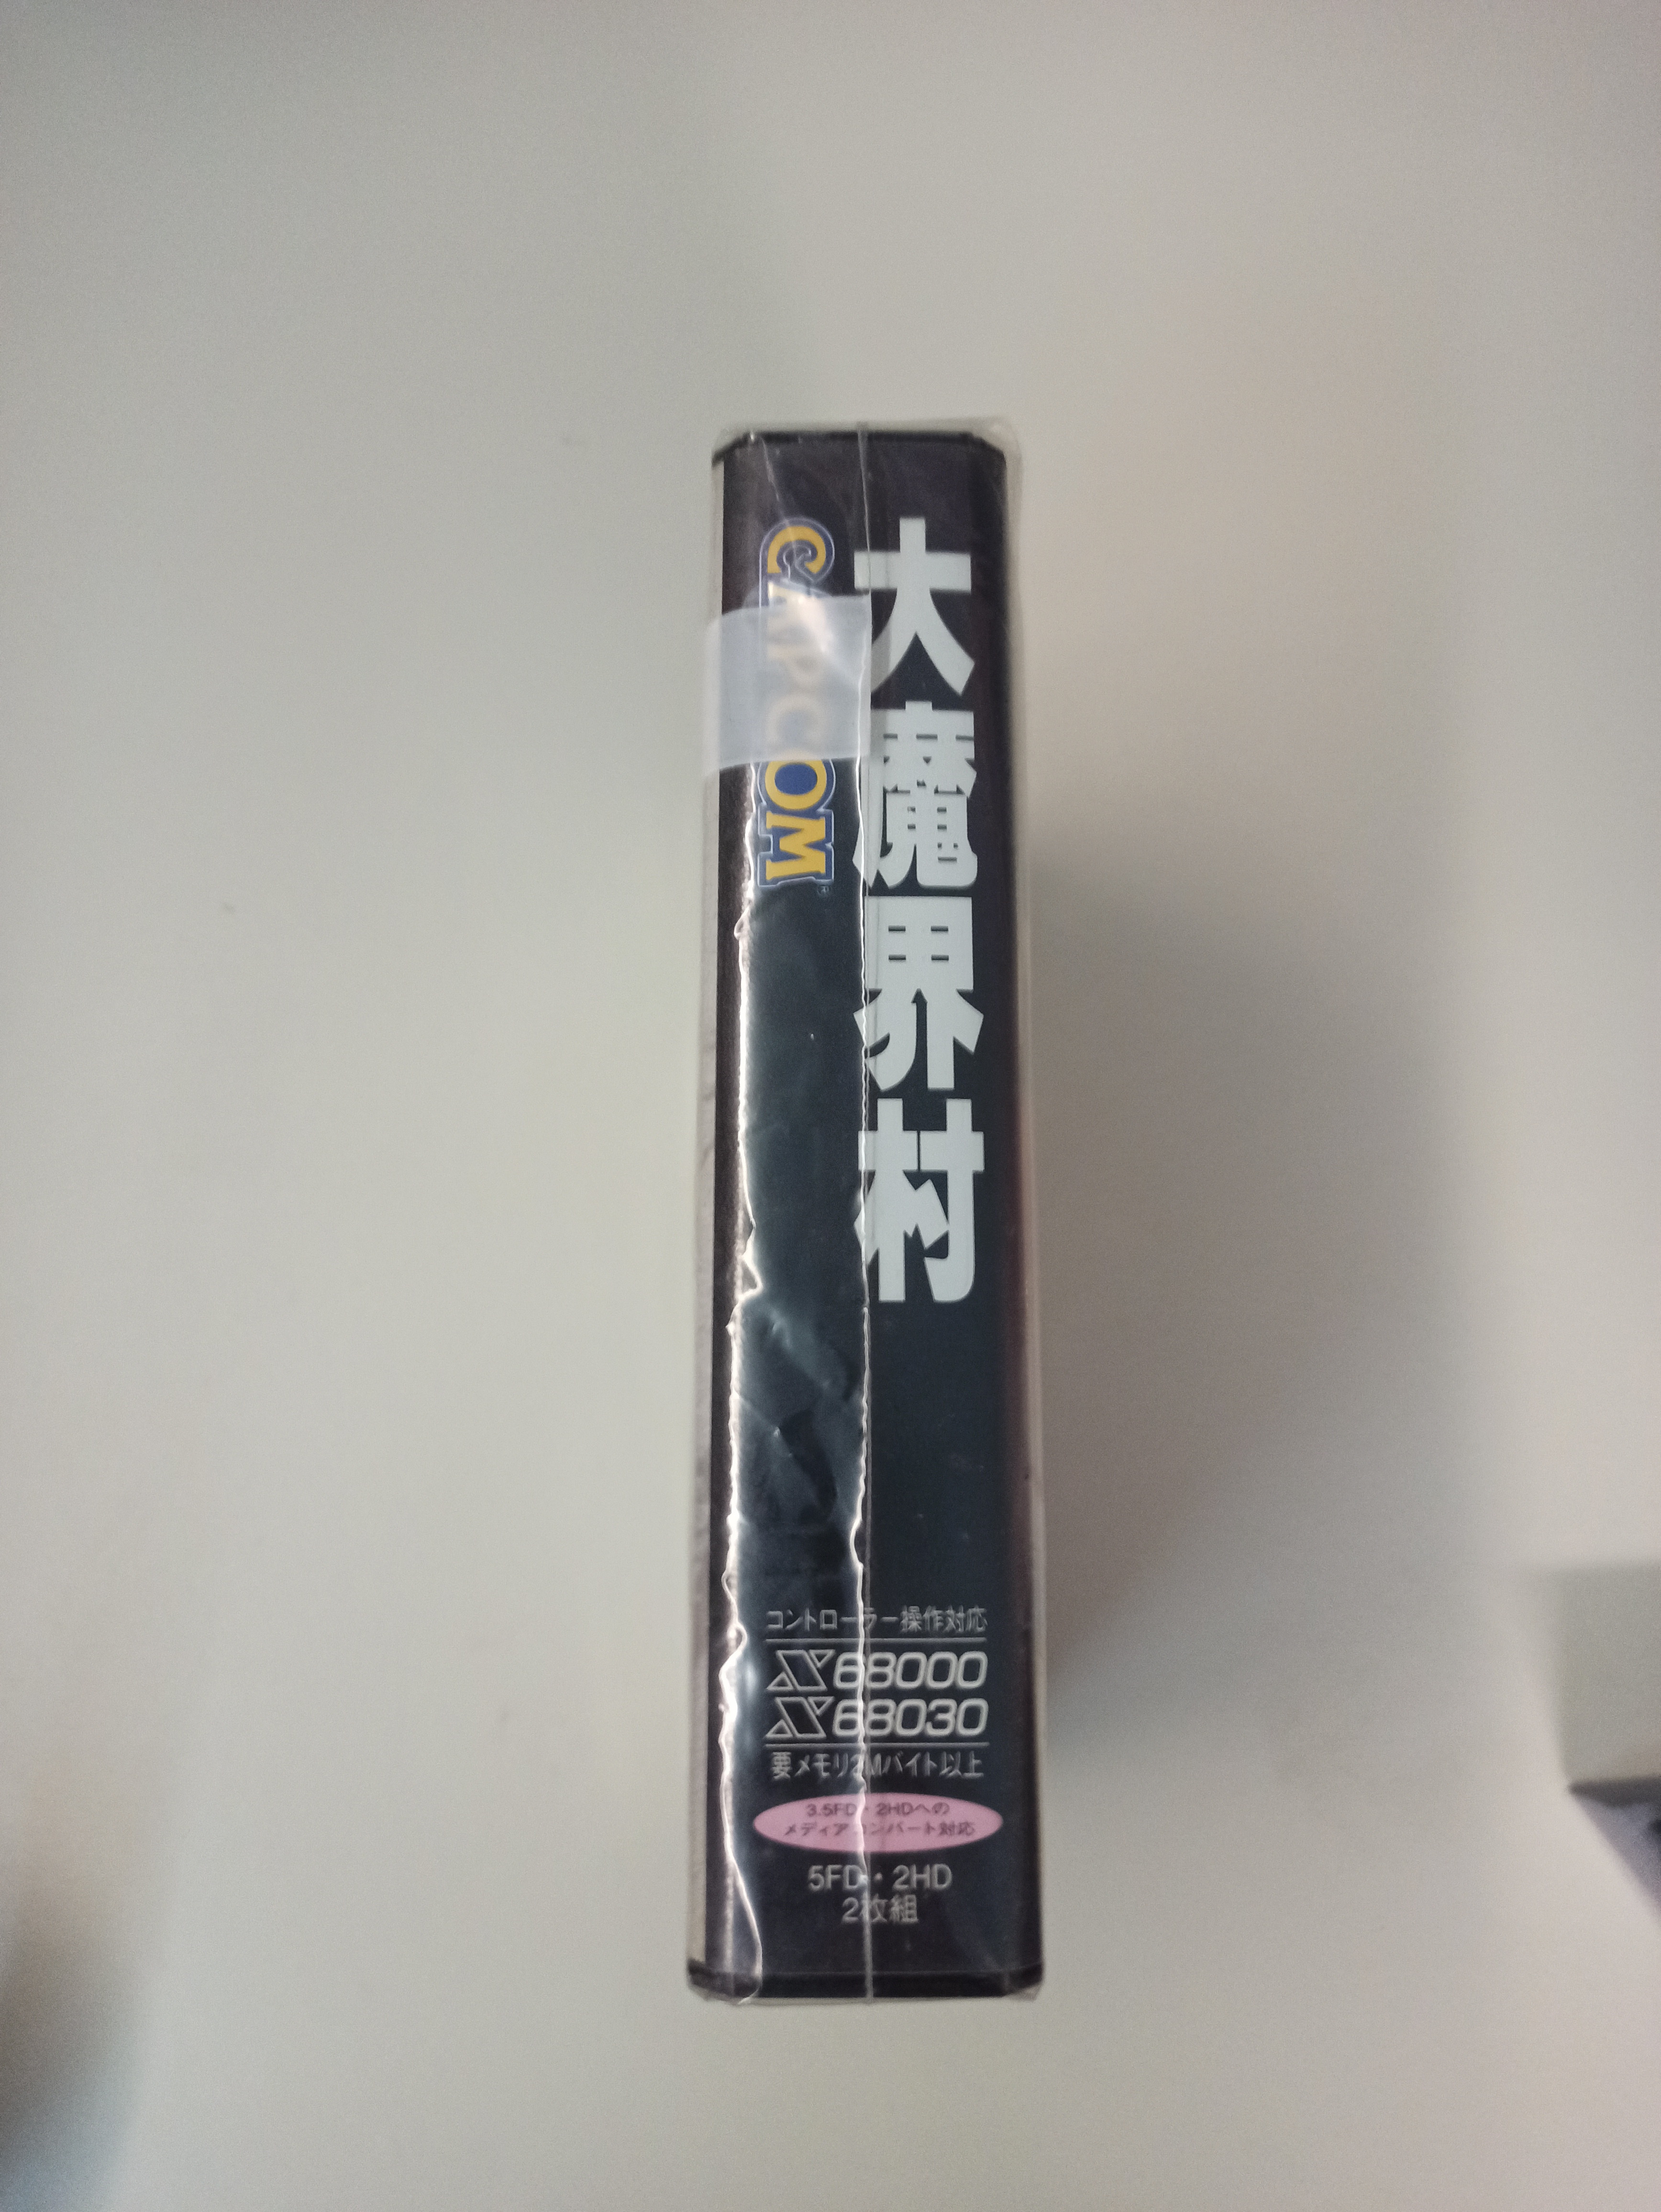 大魔界村
CAPCOM
コントローラー操作対応
X68000
X68030
要メモリ2Mバイト以上
3.5FD・2HDへの
メディアコンバート対応
5FD・2HD
2枚組